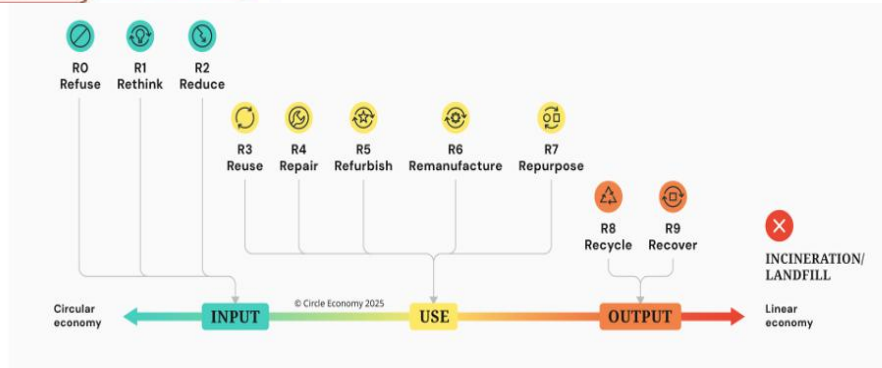 R0
Refuse
R1
Rethink
R2
Reduce
R3
Reuse
R4
Repair
R5
Refurbish
R6
Remanufacture
R7
Repurpose
R8
Recycle
R9
Recover
INCINERATION/
LANDFILL
© Circle Economy 2025
Circular
economy
INPUT
USE
OUTPUT
Linear
economy